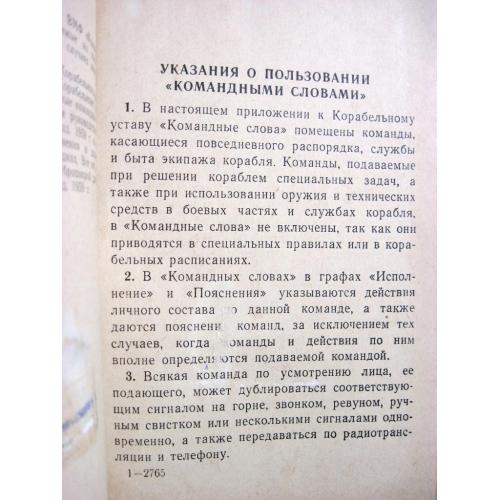 УКАЗАНИЯ О ПОЛЬЗОВАНИИ
«КОМАНДНЫМИ СЛОВАМИ»
1. В настоящем приложении к Корабельному
уставу «Командные слова» помещены команды,
касающиеся повседневного распорядка, службы
и быта экипажа корабля. Команды, подаваемые
при решении кораблем специальных задач, а
также при использовании оружия и технических
средств в боевых частях и службах корабля,
в «Командные слова» не включены, так как они
приводятся в специальных правилах или в кора-
бельных расписаниях.
2. В «Командных словах» в графах «Испол-
нение» и «Пояснения» указываются действия
личного состава по данной команде, а также
даются пояснени команд, за исключением тех
случаев, когда команды и действия по ним
вполне определяются подаваемой командой.
3. Всякая команда по усмотрению лица, ее
подающего, может дублироваться соответствую-
щим сигналом на горне, звонком, ревуном, руч-
ным свистком или несколькими сигналами одно-
временно, а также передаваться по радиотранс-
ляции и телефону.
1—2765